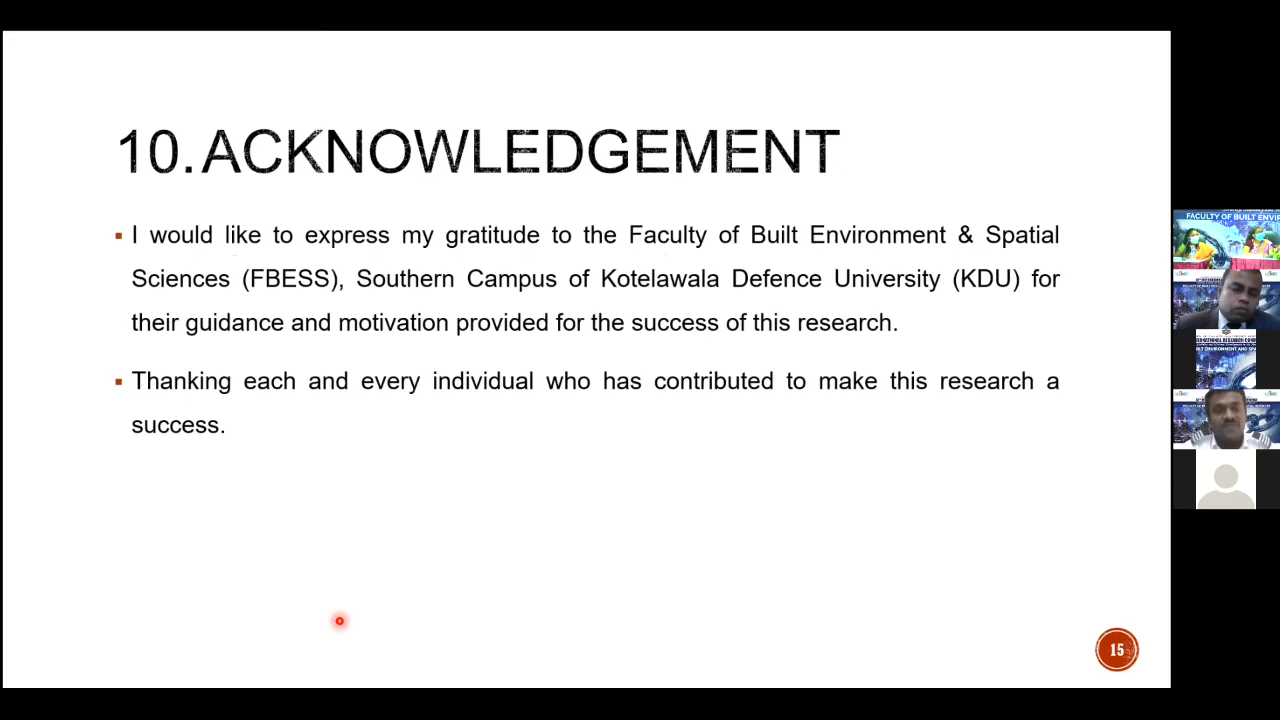 10. ACKNOWLEDGEMENT
I would like to express my gratitude to the Faculty of Built Environment & Spatial
Sciences (FBESS), Southern Campus of Kotelawala Defence University (KDU) for
their guidance and motivation provided for the success of this research.
Thanking each and every individual who has contributed to make this research a
success.
15
FACULTY OF BUILT ENVIR